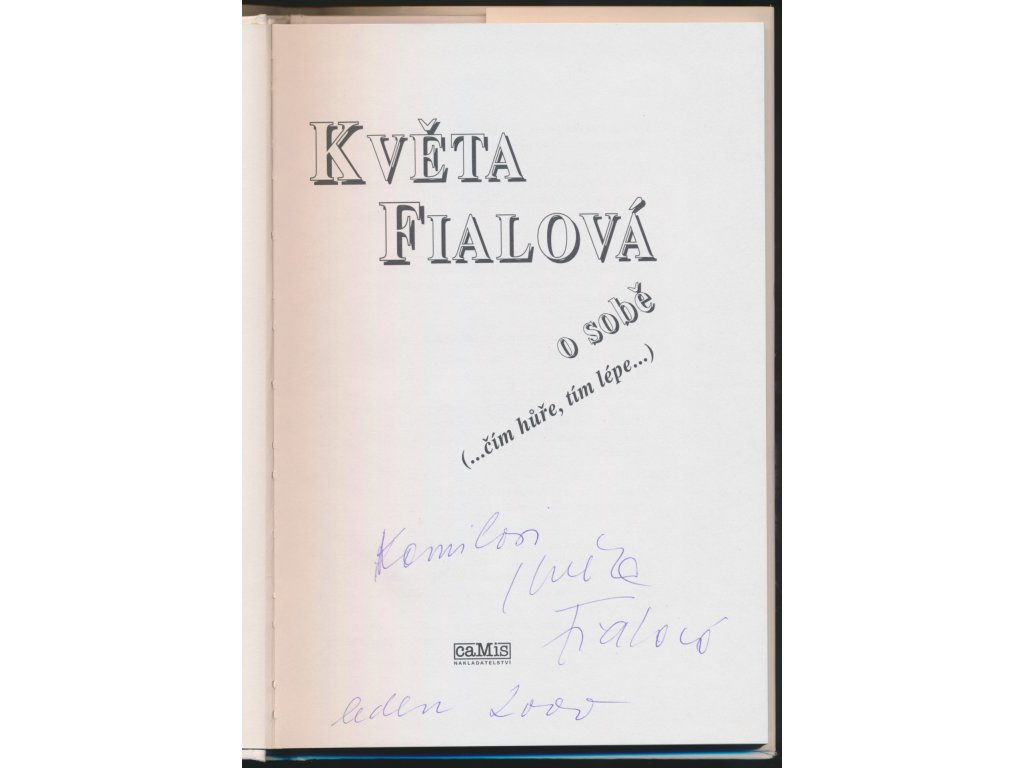 KVĚTA
FIALOVÁ
o sobě
(...čím hůře, tím lépe...)
Kamilovi
Květa
Fialová
caMis
NAKLADATELSTVÍ
leden 2000